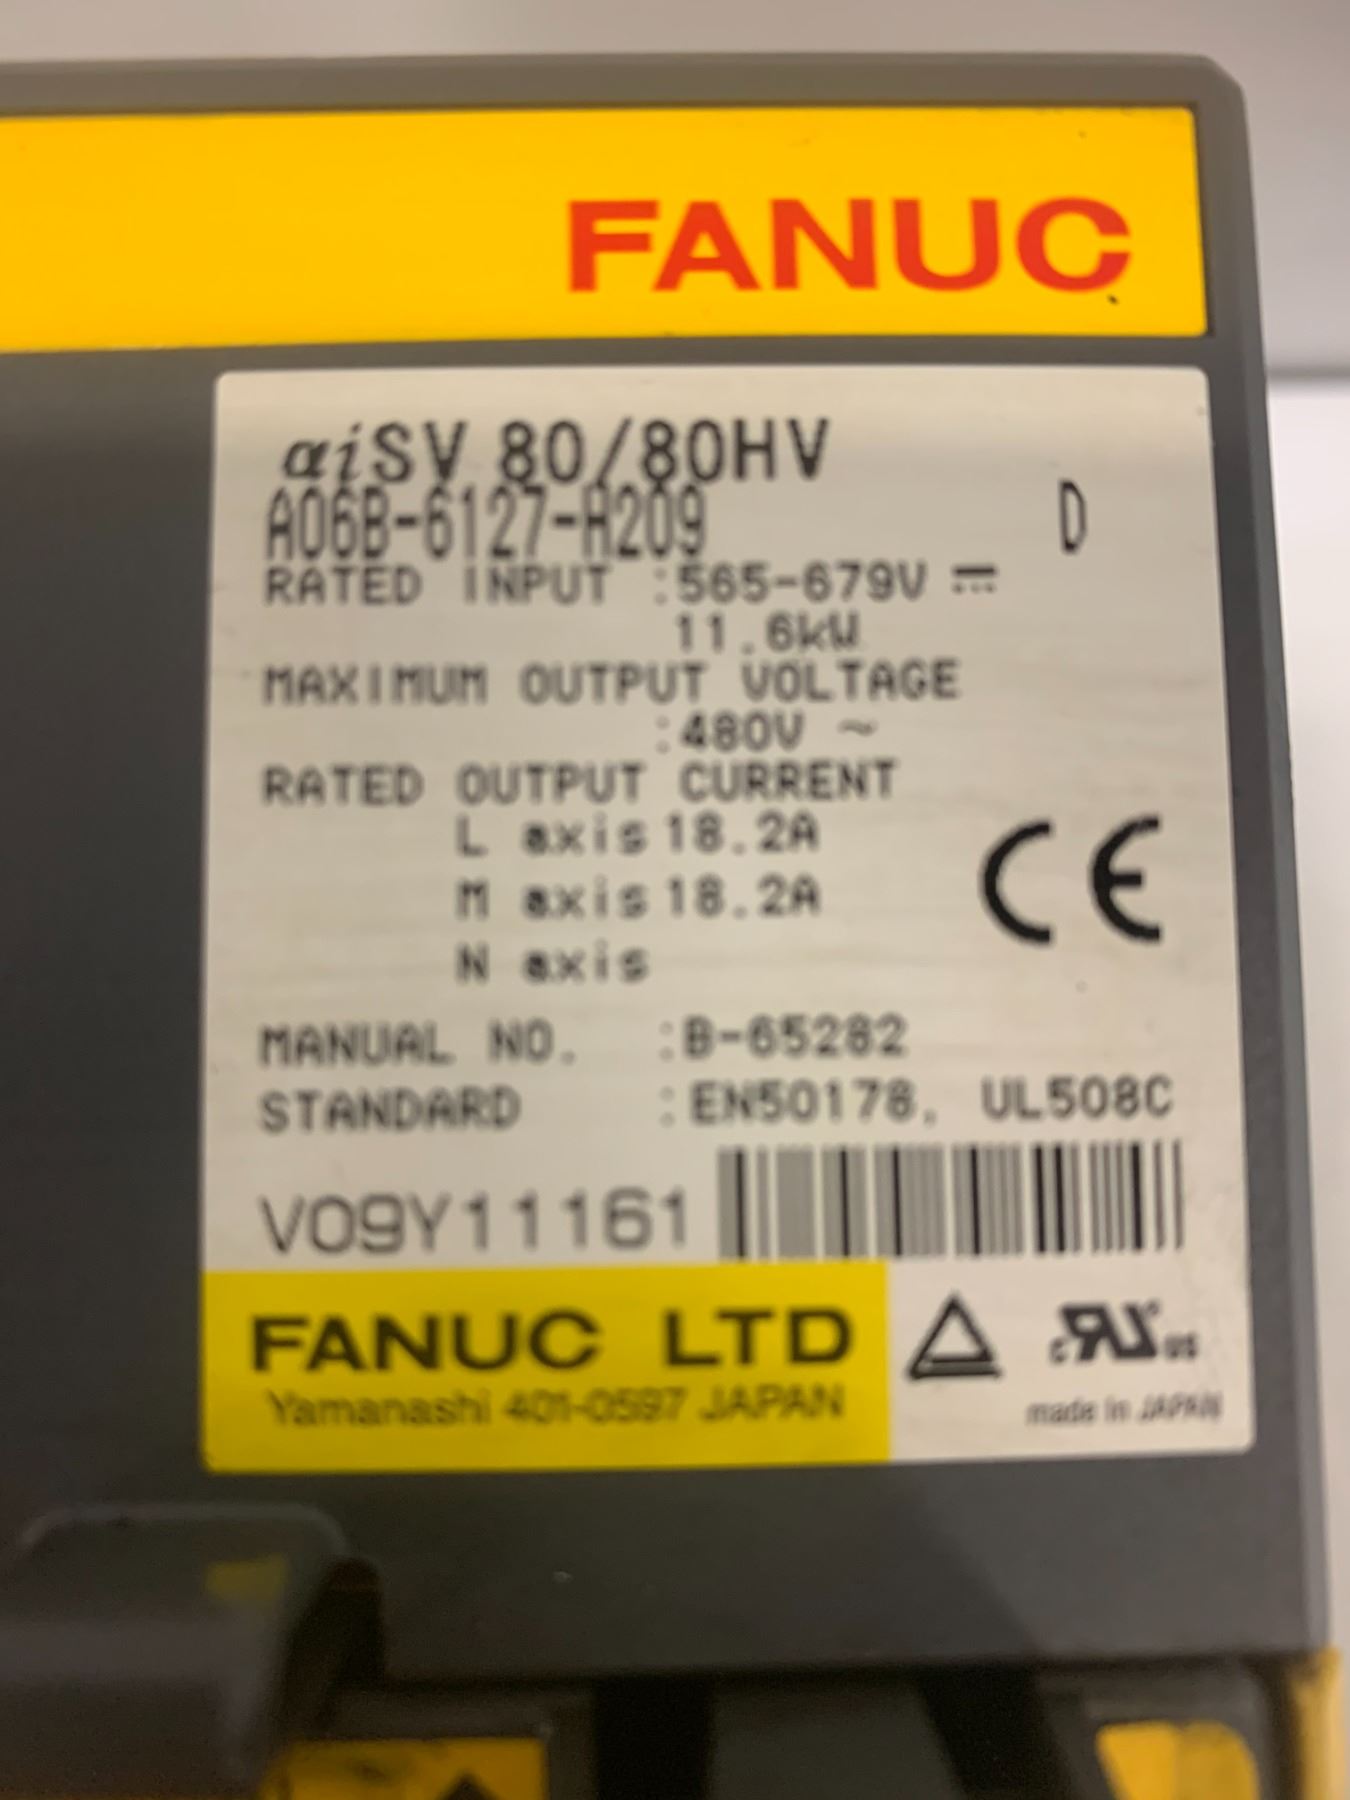 FANUC
αiSV 80/80HV
A06B-6127-H209 D
RATED INPUT :565-679V ⎓
11.6kW
MAXIMUM OUTPUT VOLTAGE
:480V ~
RATED OUTPUT CURRENT
L axis 18.2A
M axis 18.2A
N axis
CE
MANUAL NO. :B-65282
STANDARD :EN50178, UL508C
V09Y11161
FANUC LTD
Yamanashi 401-0597 JAPAN
c RU us
made in JAPAN